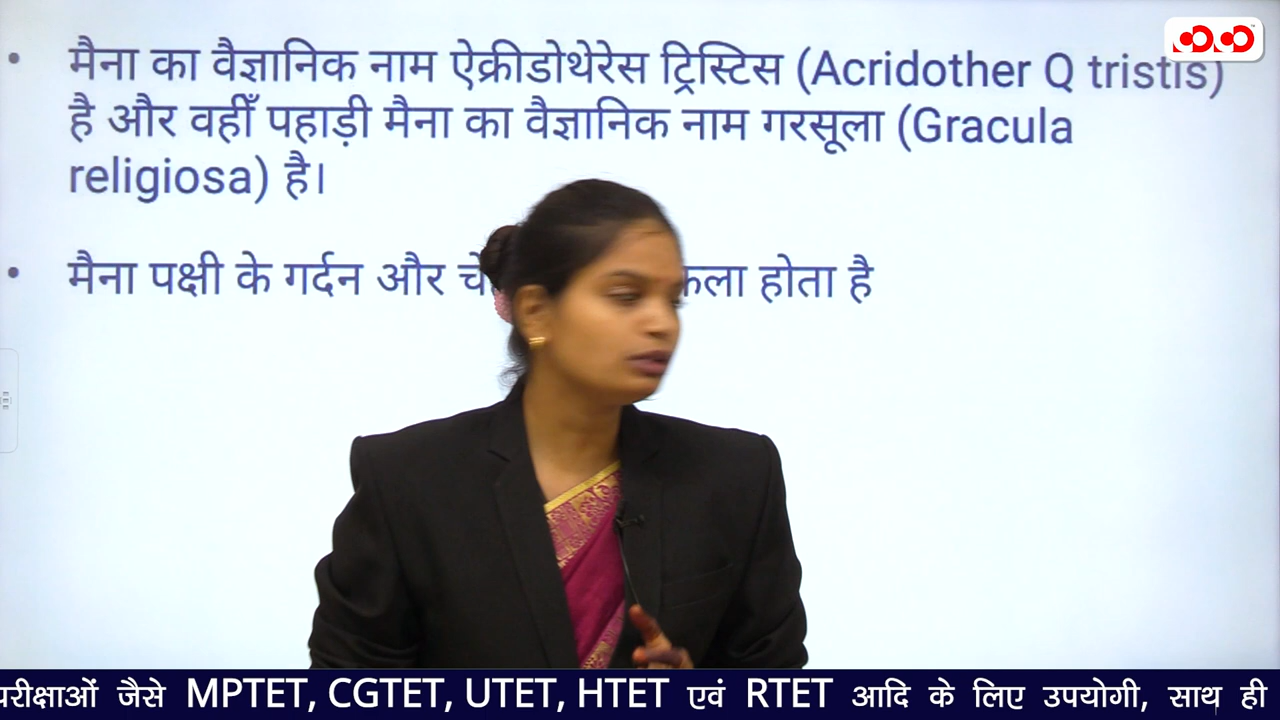 मैना का वैज्ञानिक नाम ऐक्रीडोथेरेस ट्रिस्टिस (Acridother Q tristis)
है और वहीँ पहाड़ी मैना का वैज्ञानिक नाम गरसूला (Gracula
religiosa) है।
मैना पक्षी के गर्दन और होता है
परीक्षाओं जैसे MPTET, CGTET, UTET, HTET एवं RTET आदि के लिए उपयोगी, साथ ही